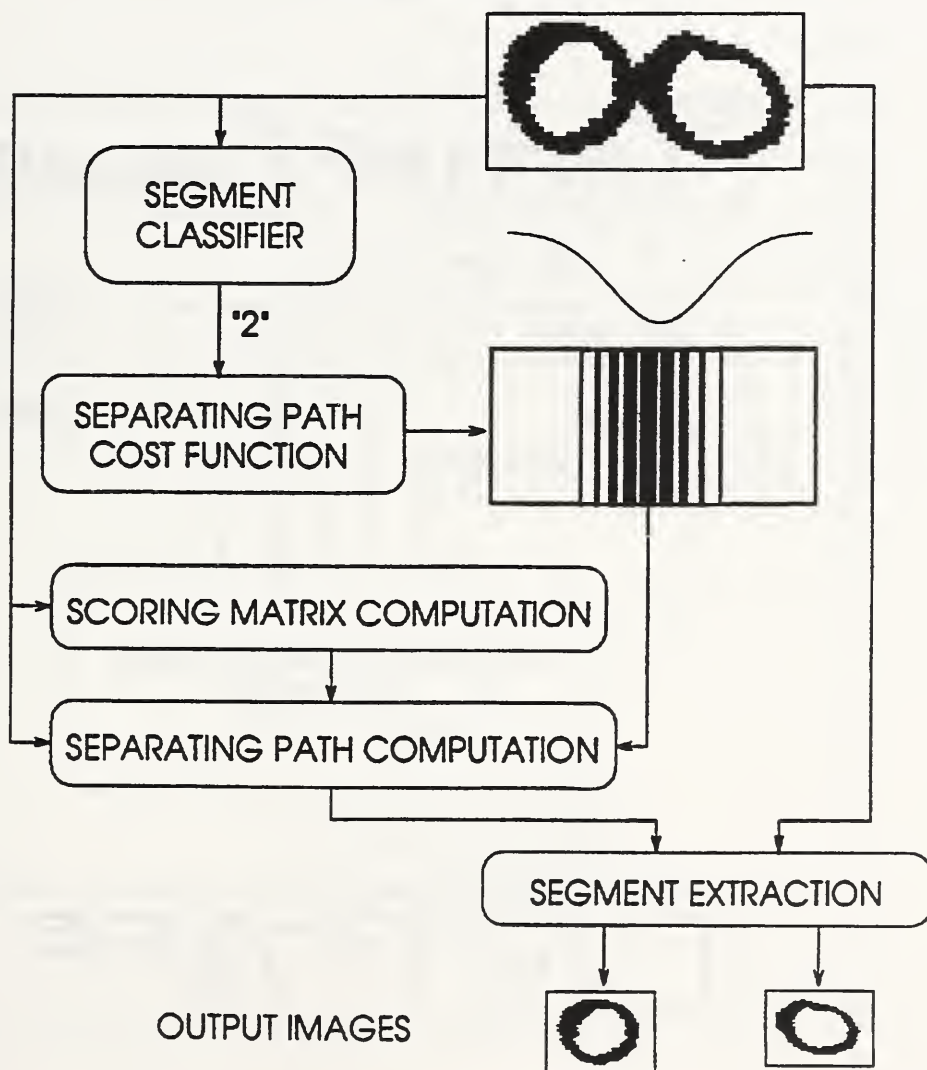 SEGMENT
CLASSIFIER
"2"
SEPARATING PATH
COST FUNCTION
SCORING MATRIX COMPUTATION
SEPARATING PATH COMPUTATION
SEGMENT EXTRACTION
OUTPUT IMAGES